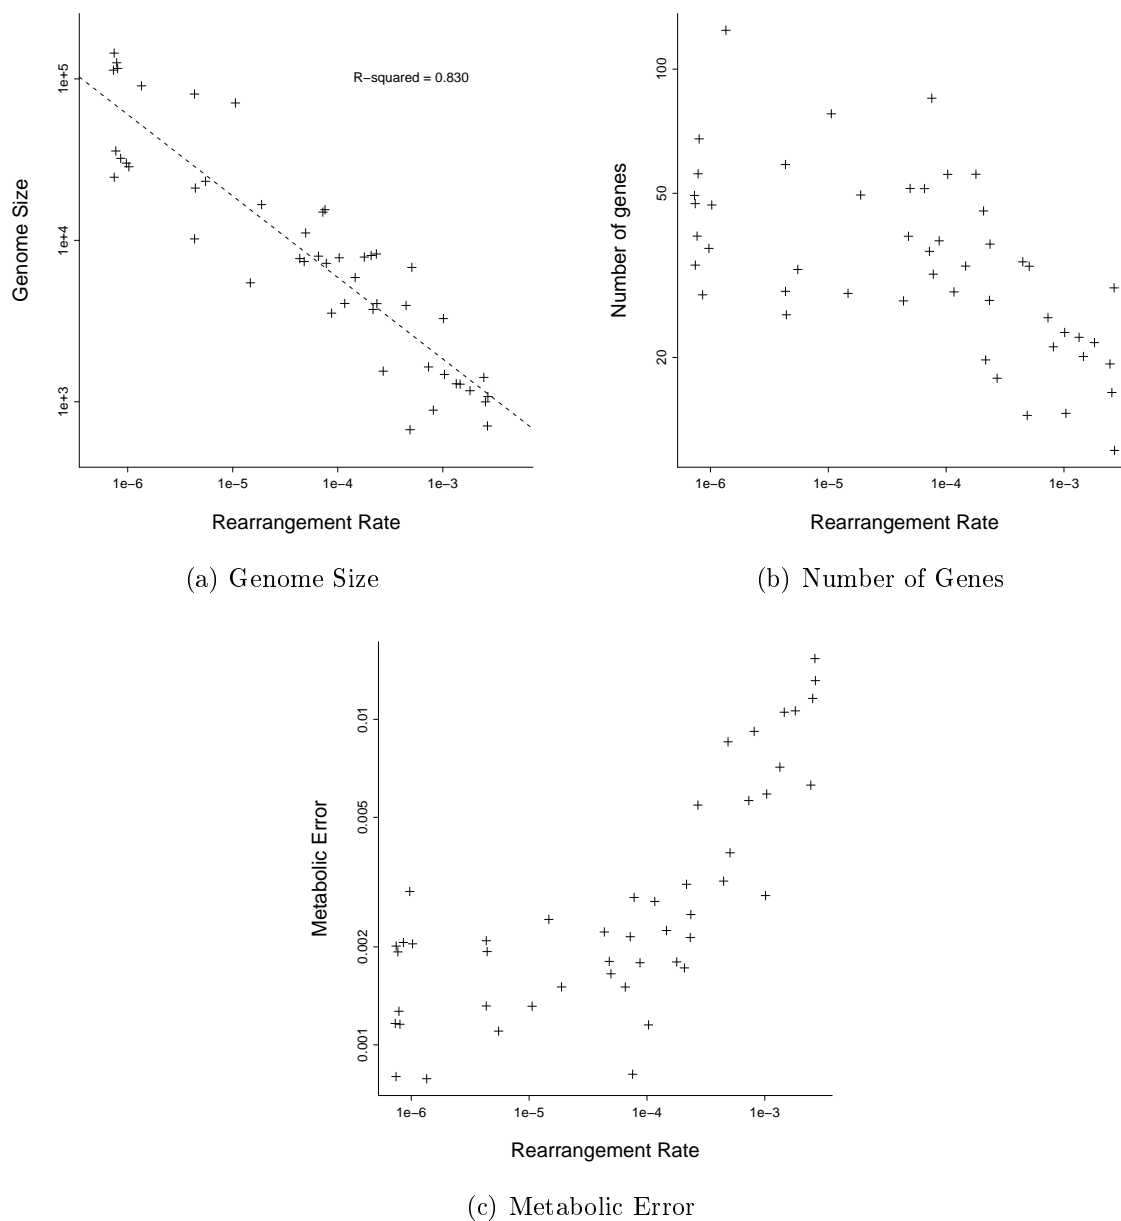 Genome Size
1e+5
1e+4
1e+3
R−squared = 0.830
1e−6 1e−5 1e−4 1e−3
Rearrangement Rate
(a) Genome Size
Number of genes
100
50
20
1e−6 1e−5 1e−4 1e−3
Rearrangement Rate
(b) Number of Genes
Metabolic Error
0.01
0.005
0.002
0.001
1e−6 1e−5 1e−4 1e−3
Rearrangement Rate
(c) Metabolic Error